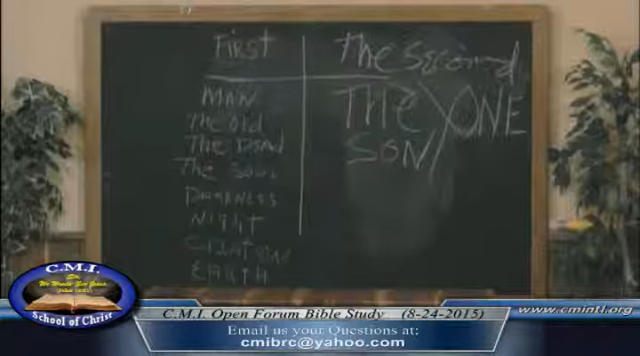 First
The Second
MAN
The Old
The Dead
The Soul
DARKNESS
NIGHT
EARTH
THE ONE
SON
C.M.I.
Sir,
We Would See Jesus
School of Christ
C.M.I. Open Forum Bible Study (8-24-2015)
www.cmintl.org
Email us your Questions at:
cmibrc@yahoo.com